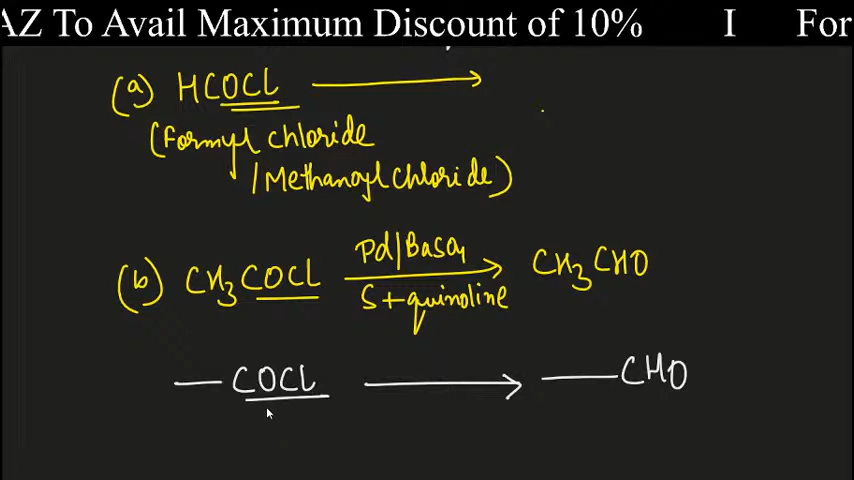 AZ To Avail Maximum Discount of 10% I For
(a) HCOCl ⟶
(Formyl chloride
/Methanoyl chloride)
(b) CH₃COCl Pd/BaSO₄ ⟶ CH₃CHO
S+quinoline
—COCl ⟶ —CHO